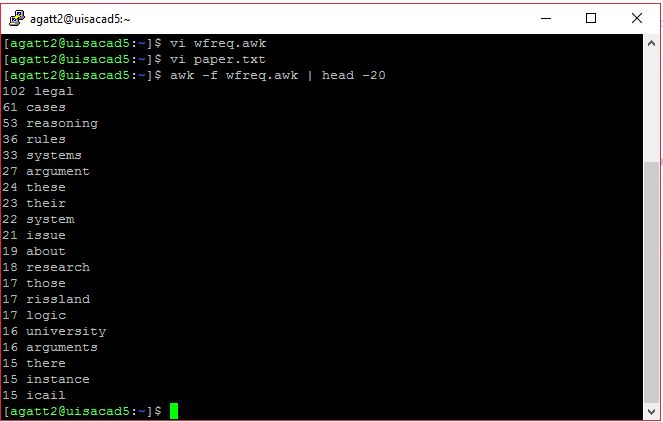 agatt2@uisacad5:~
[agatt2@uisacad5:~]$ vi wfreq.awk
[agatt2@uisacad5:~]$ vi paper.txt
[agatt2@uisacad5:~]$ awk -f wfreq.awk | head -20
102 legal
61 cases
53 reasoning
36 rules
33 systems
27 argument
24 these
23 their
22 system
21 issue
19 about
18 research
17 those
17 rissland
17 logic
16 university
16 arguments
15 there
15 instance
15 icail
[agatt2@uisacad5:~]$